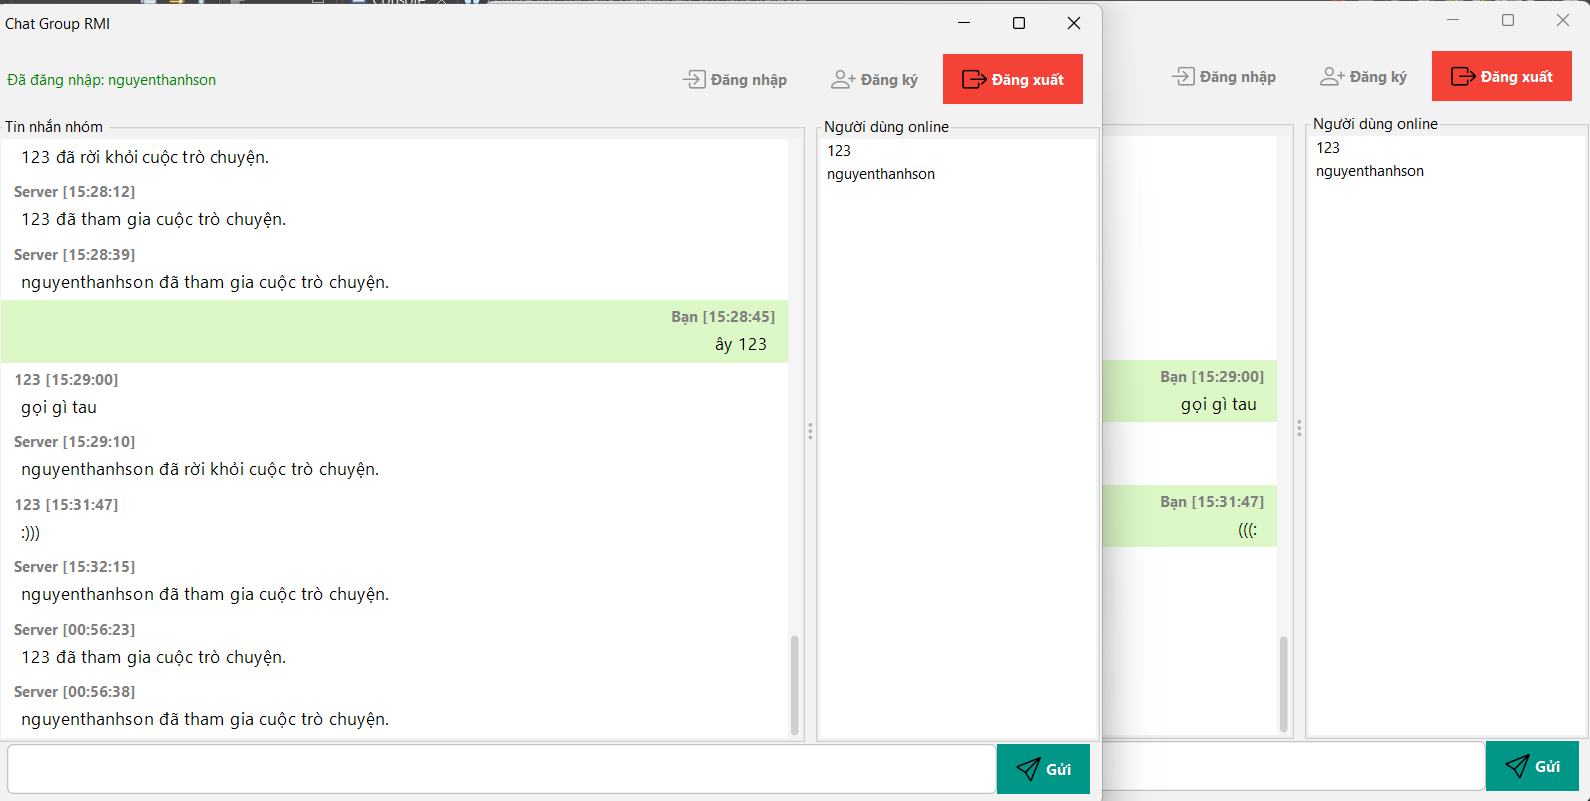 Console
Chat Group RMI
Đã đăng nhập: nguyenthanhson
Đăng nhập
Đăng ký
Đăng xuất
Tin nhắn nhóm
123 đã rời khỏi cuộc trò chuyện.
Server [15:28:12]
123 đã tham gia cuộc trò chuyện.
Server [15:28:39]
nguyenthanhson đã tham gia cuộc trò chuyện.
Bạn [15:28:45]
ây 123
123 [15:29:00]
gọi gì tau
Server [15:29:10]
nguyenthanhson đã rời khỏi cuộc trò chuyện.
123 [15:31:47]
:)))
Server [15:32:15]
nguyenthanhson đã tham gia cuộc trò chuyện.
Server [00:56:23]
123 đã tham gia cuộc trò chuyện.
Server [00:56:38]
nguyenthanhson đã tham gia cuộc trò chuyện.
Gửi
Người dùng online
123
nguyenthanhson
Đăng nhập
Đăng ký
Đăng xuất
Bạn [15:29:00]
gọi gì tau
Bạn [15:31:47]
(((:
Người dùng online
123
nguyenthanhson
Gửi